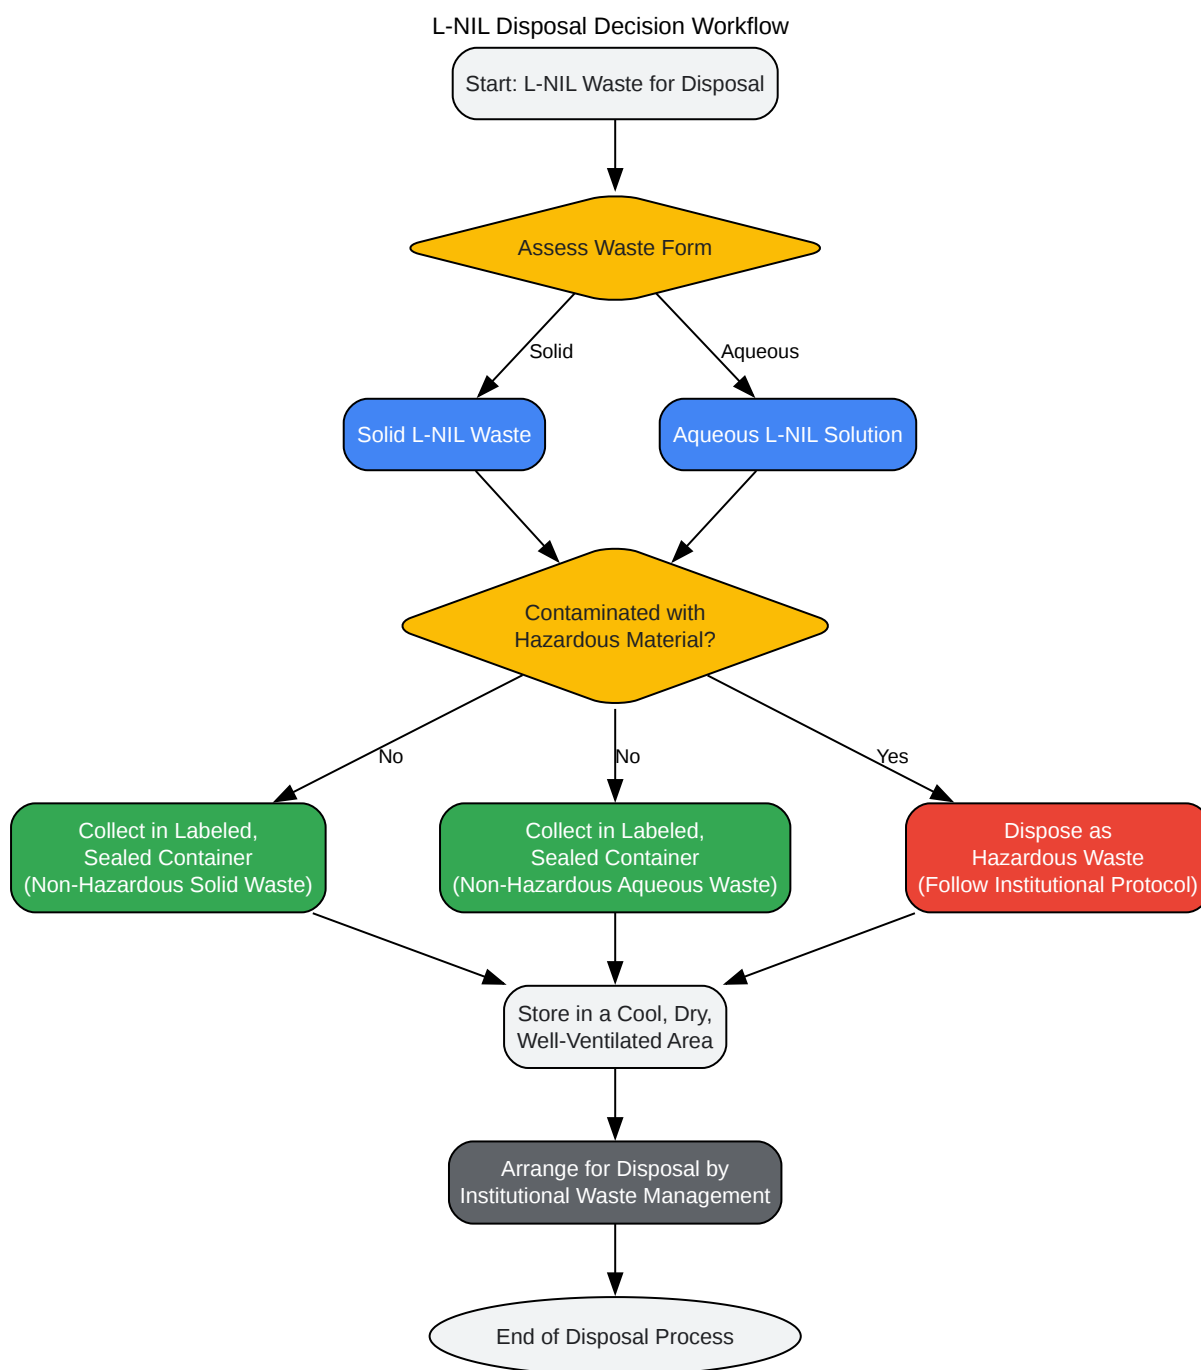 L-NIL Disposal Decision Workflow
Start: L-NIL Waste for Disposal
Assess Waste Form
Solid
Aqueous
Solid L-NIL Waste
Aqueous L-NIL Solution
Contaminated with
Hazardous Material?
No
No
Yes
Collect in Labeled,
Sealed Container
(Non-Hazardous Solid Waste)
Collect in Labeled,
Sealed Container
(Non-Hazardous Aqueous Waste)
Dispose as
Hazardous Waste
(Follow Institutional Protocol)
Store in a Cool, Dry,
Well-Ventilated Area
Arrange for Disposal by
Institutional Waste Management
End of Disposal Process